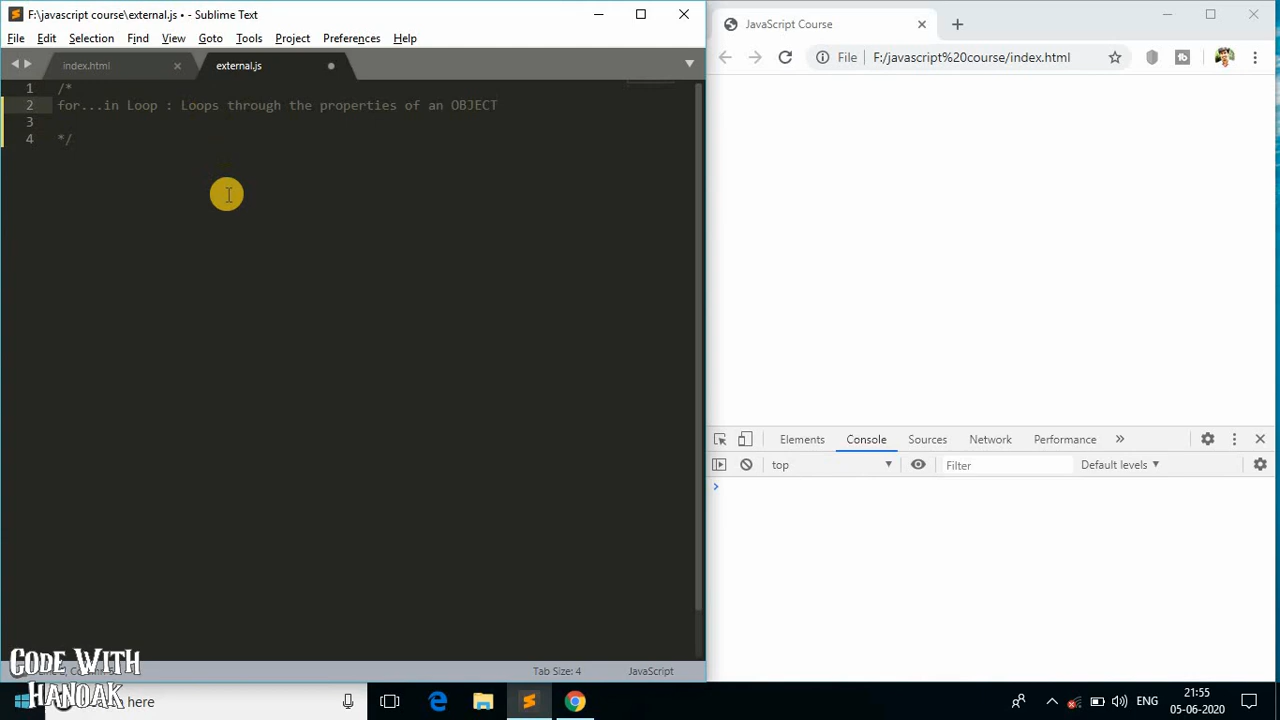 F:\javascript course\external.js • - Sublime Text
File Edit Selection Find View Goto Tools Project Preferences Help
index.html
external.js
1 /*
2 for...in Loop : Loops through the properties of an OBJECT
3
4 */
Tab Size: 4 JavaScript
JavaScript Course
File F:/javascript%20course/index.html
Elements Console Sources Network Performance
top Filter Default levels
CODE WITH
HANOAK
here
ENG
21:55
05-06-2020